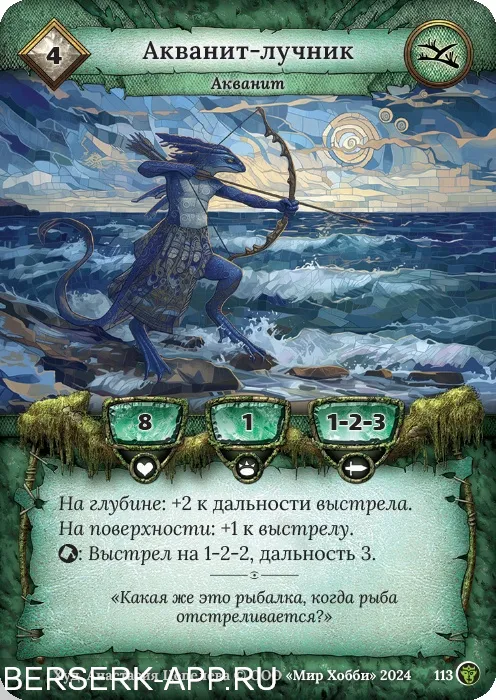 4
Акванит-лучник
Акванит
8
1
1-2-3
На глубине: +2 к дальности выстрела.
На поверхности: +1 к выстрелу.
: Выстрел на 1-2-2, дальность 3.
«Какая же это рыбалка, когда рыба
отстреливается?»
«Мир Хобби» 2024
113
BERSERK-APP.RU